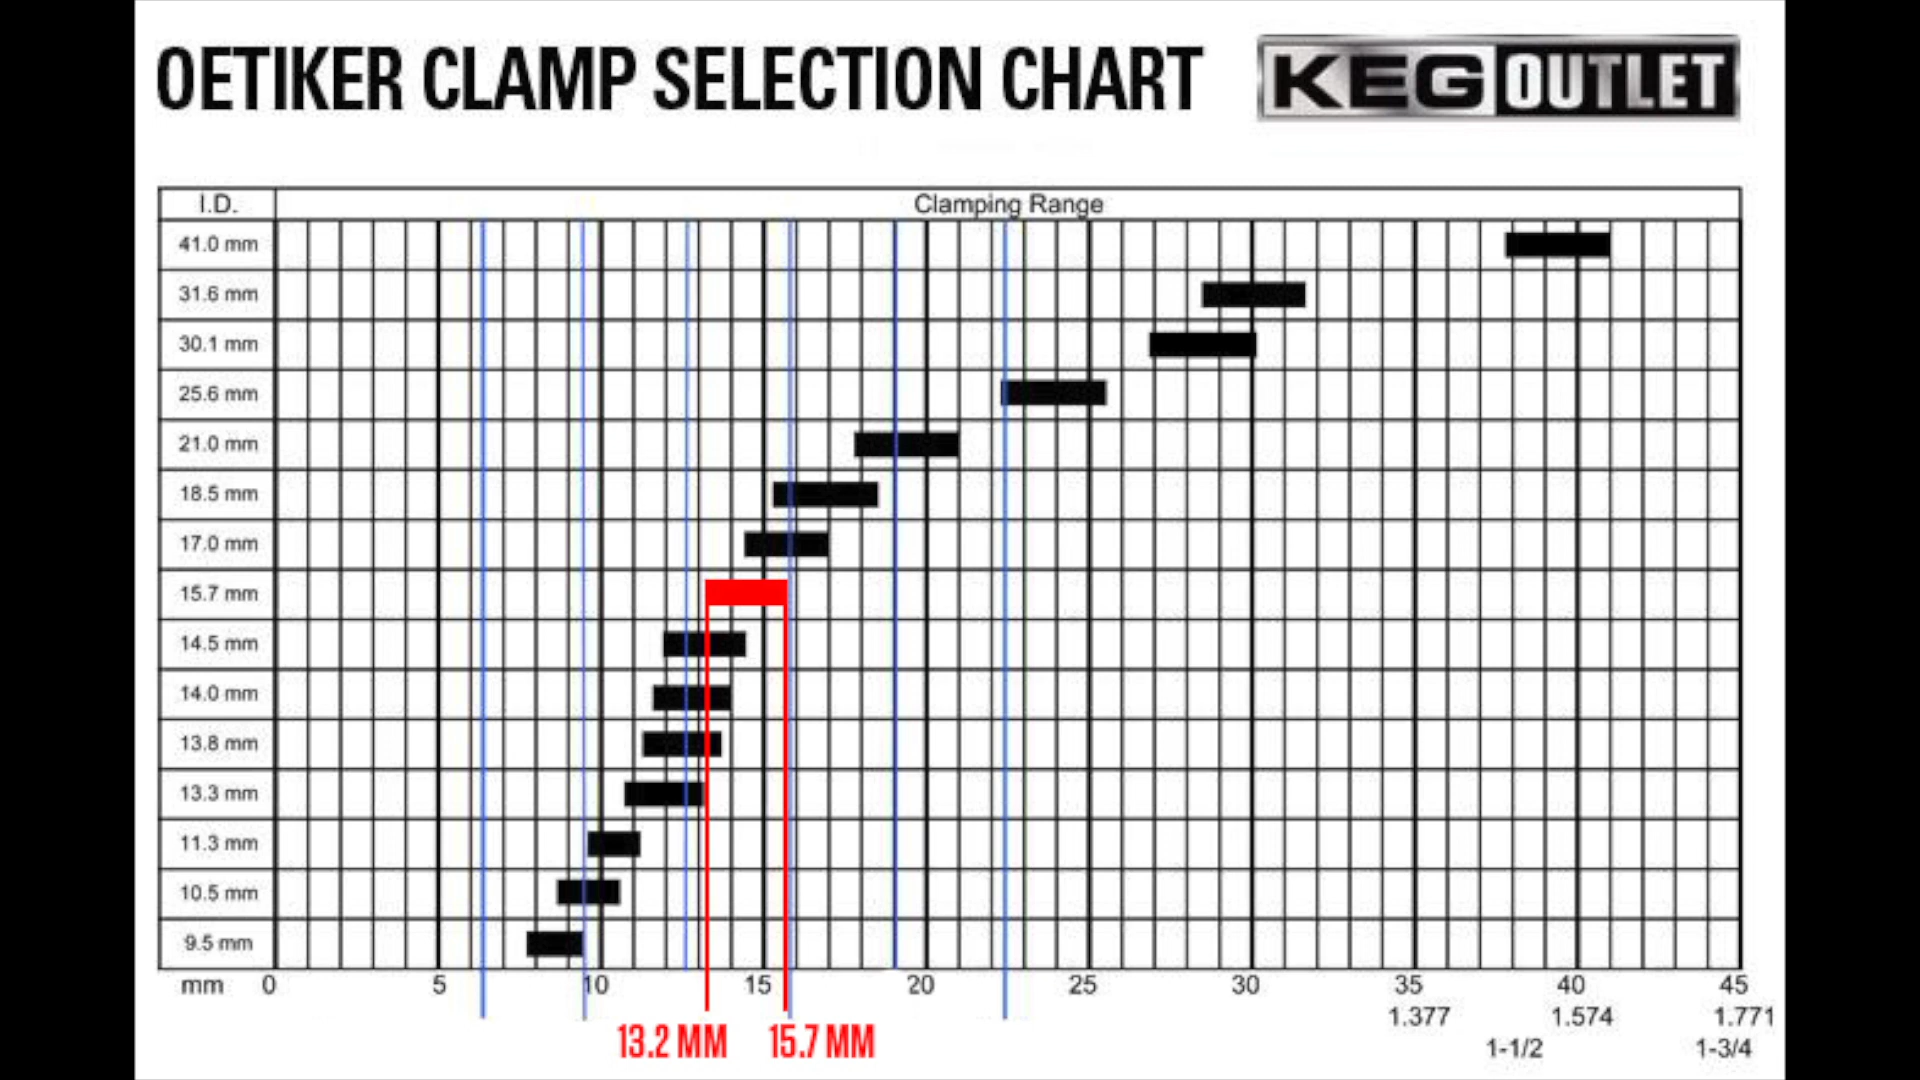 OETIKER CLAMP SELECTION CHART
KEG OUTLET
I.D. Clamping Range
41.0 mm
31.6 mm
30.1 mm
25.6 mm
21.0 mm
18.5 mm
17.0 mm
15.7 mm
14.5 mm
14.0 mm
13.8 mm
13.3 mm
11.3 mm
10.5 mm
9.5 mm
mm 0 5 10 15 20 25 30 35 40 45
1.377 1.574 1.771
13.2 MM 15.7 MM 1-1/2 1-3/4